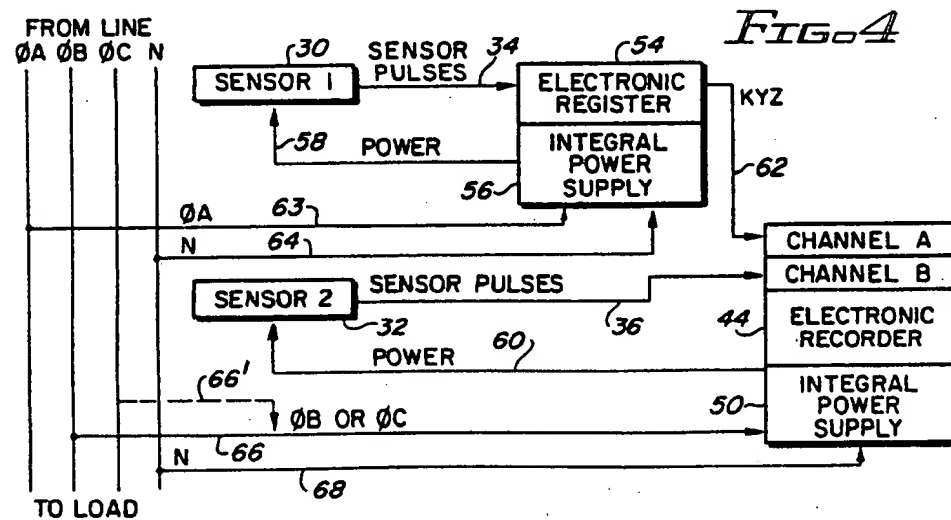 FIG. 4
FROM LINE
ØA ØB ØC N
30
SENSOR 1
SENSOR PULSES
34
54
ELECTRONIC REGISTER
KYZ
58
POWER
INTEGRAL POWER SUPPLY
56
62
ØA
63
N
64
CHANNEL A
CHANNEL B
SENSOR 2
SENSOR PULSES
32
36
44
ELECTRONIC RECORDER
POWER
60
66'
ØB OR ØC
50
INTEGRAL POWER SUPPLY
66
N
68
TO LOAD